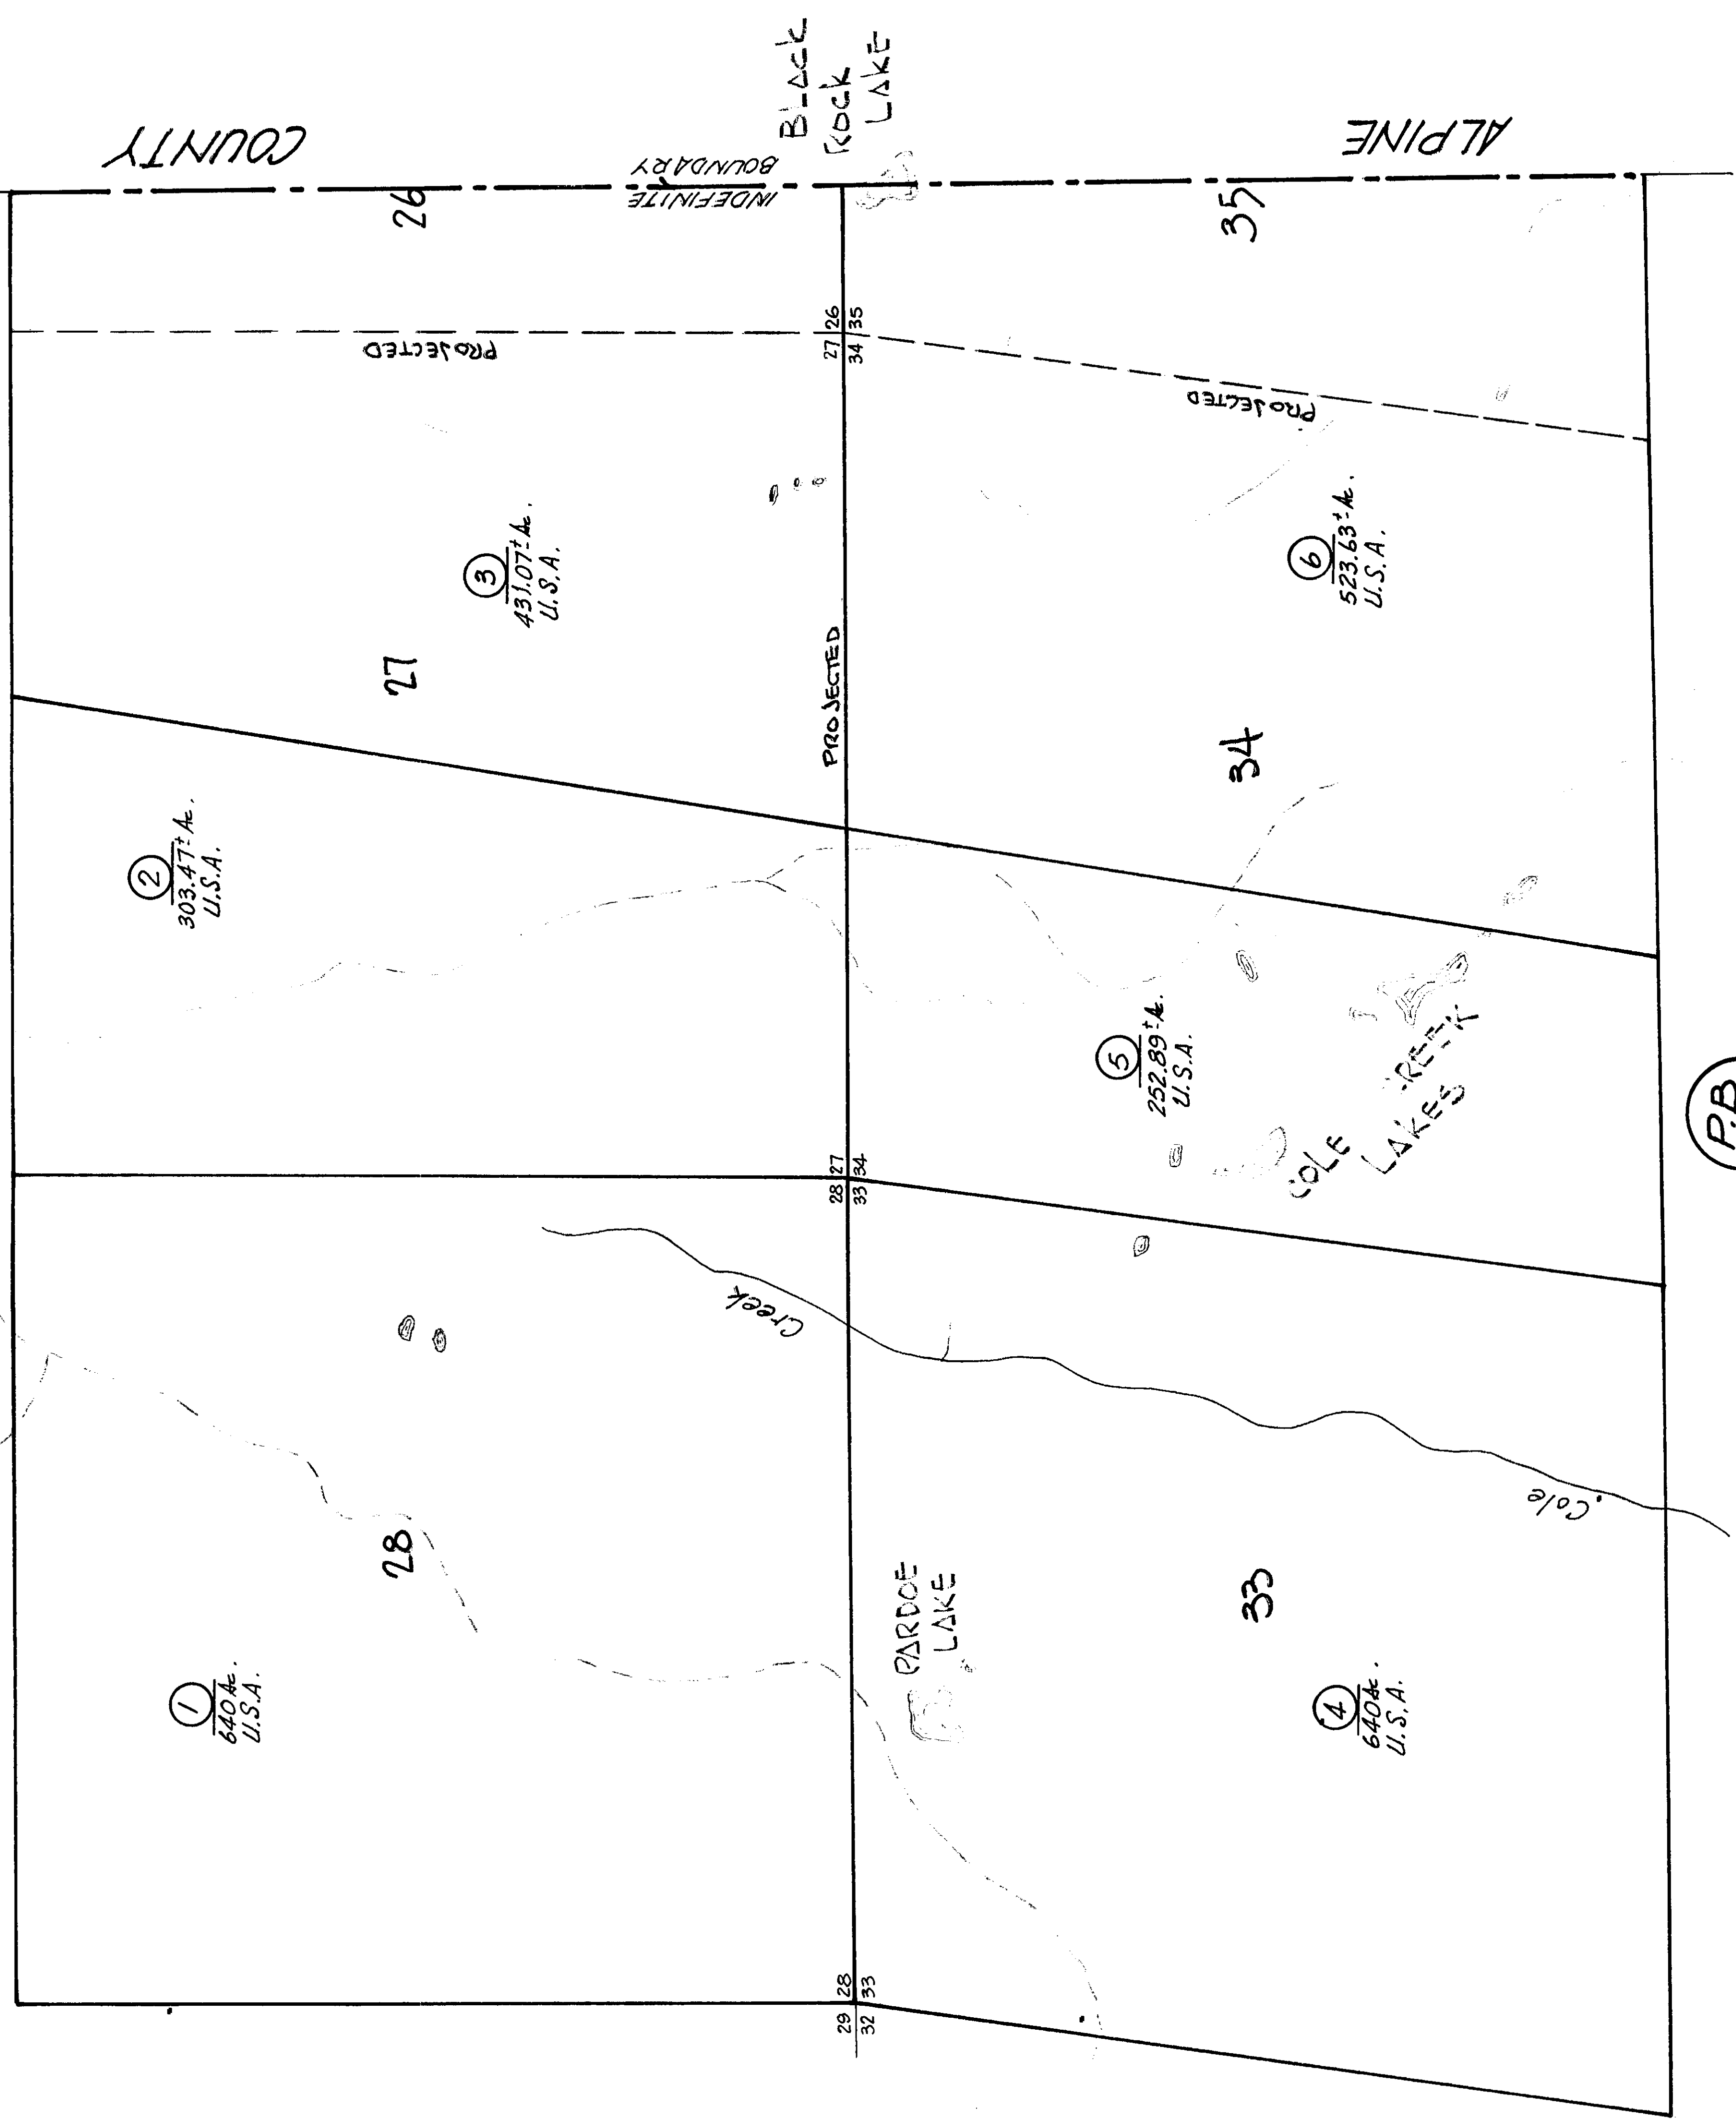 COUNTY
BLACK
ROCK
LAKE
ALPINE
INDEFINITE
BOUNDARY
26
35
PROJECTED
27 26
34 35
PROJECTED
3
431.07± Ac.
U.S.A.
27
PROJECTED
6
523.63± Ac.
U.S.A.
34
2
303.47± Ac.
U.S.A.
5
252.89± Ac.
U.S.A.
COLE
LAKES
28 27
33 34
Creek
Cole
28
PARDOE
LAKE
33
1
640 Ac.
U.S.A.
4
640 Ac.
U.S.A.
29 28
32 33
P.B